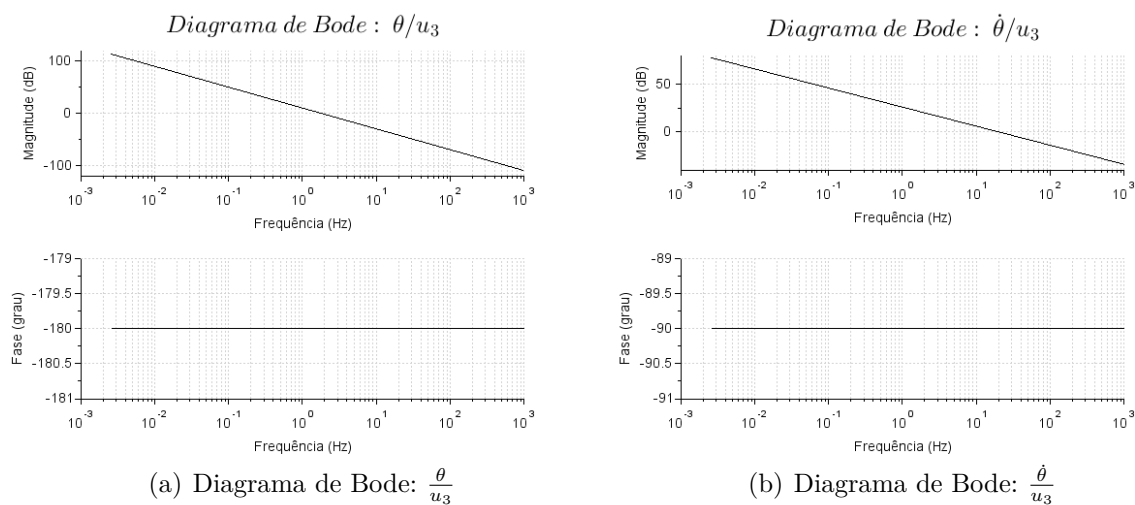 Diagrama de Bode : θ/u₃
Magnitude (dB)
100
0
-100
10⁻³ 10⁻² 10⁻¹ 10⁰ 10¹ 10² 10³
Frequência (Hz)
Fase (grau)
-179
-179.5
-180
-180.5
-181
10⁻³ 10⁻² 10⁻¹ 10⁰ 10¹ 10² 10³
Frequência (Hz)
(a) Diagrama de Bode: θ/u₃
Diagrama de Bode : θ̇/u₃
Magnitude (dB)
50
0
10⁻³ 10⁻² 10⁻¹ 10⁰ 10¹ 10² 10³
Frequência (Hz)
Fase (grau)
-89
-89.5
-90
-90.5
-91
10⁻³ 10⁻² 10⁻¹ 10⁰ 10¹ 10² 10³
Frequência (Hz)
(b) Diagrama de Bode: θ̇/u₃